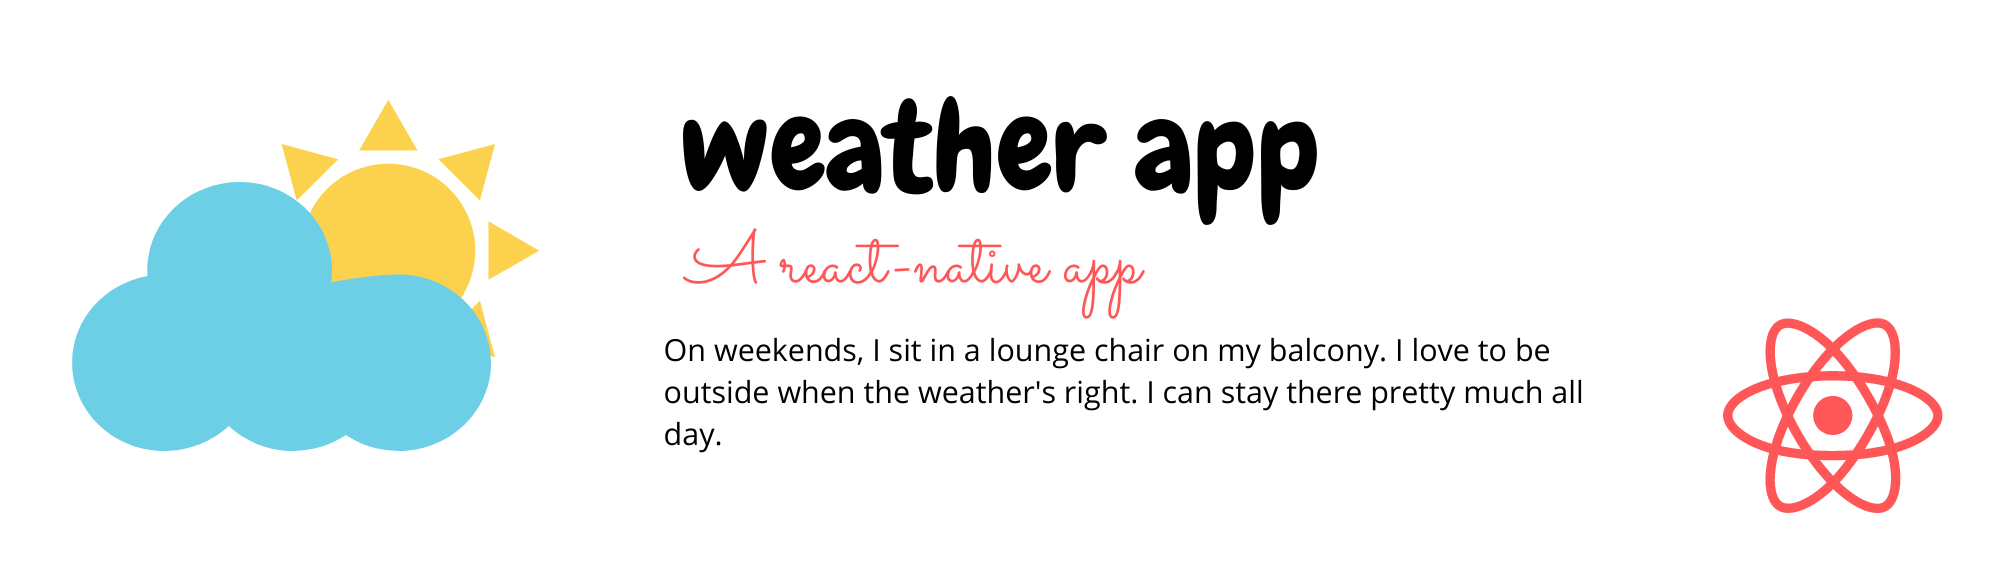 weather app
A react-native app
On weekends, I sit in a lounge chair on my balcony. I love to be
outside when the weather's right. I can stay there pretty much all
day.